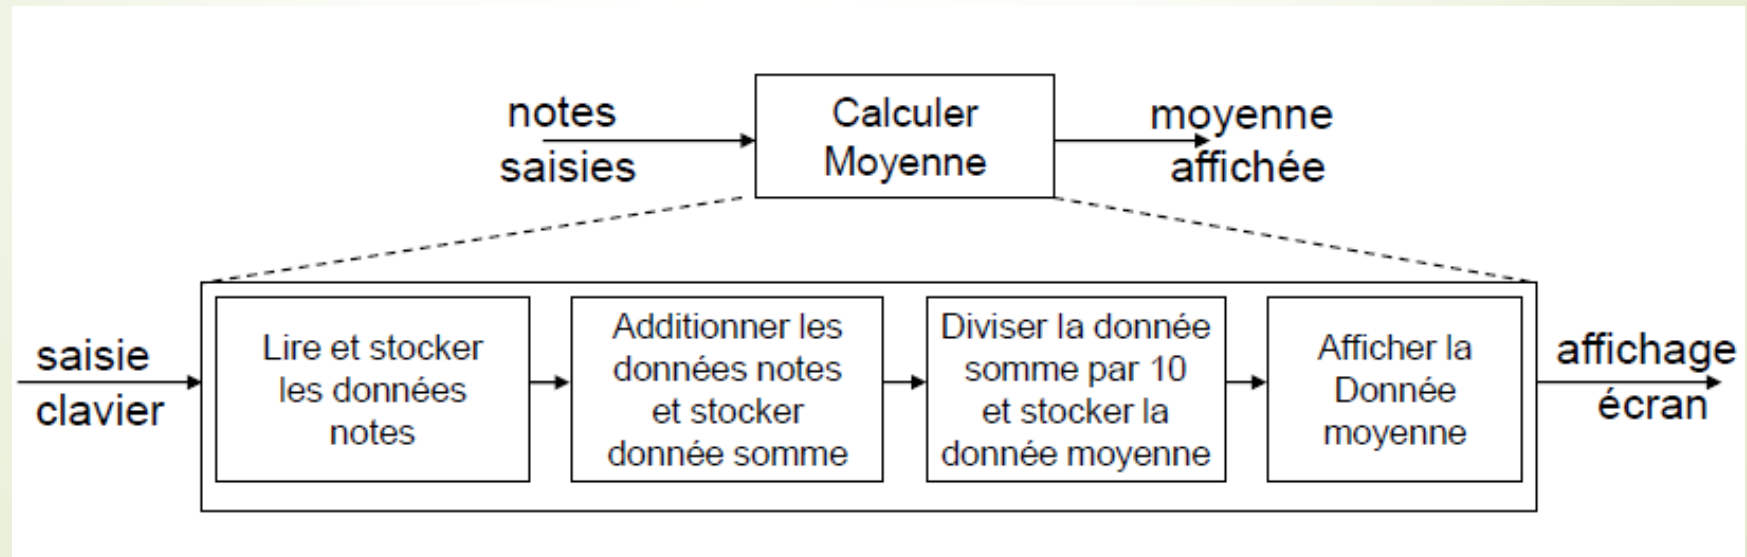 notes
saisies
Calculer
Moyenne
moyenne
affichée
saisie
clavier
Lire et stocker
les données
notes
Additionner les
données notes
et stocker
donnée somme
Diviser la donnée
somme par 10
et stocker la
donnée moyenne
Afficher la
Donnée
moyenne
affichage
écran